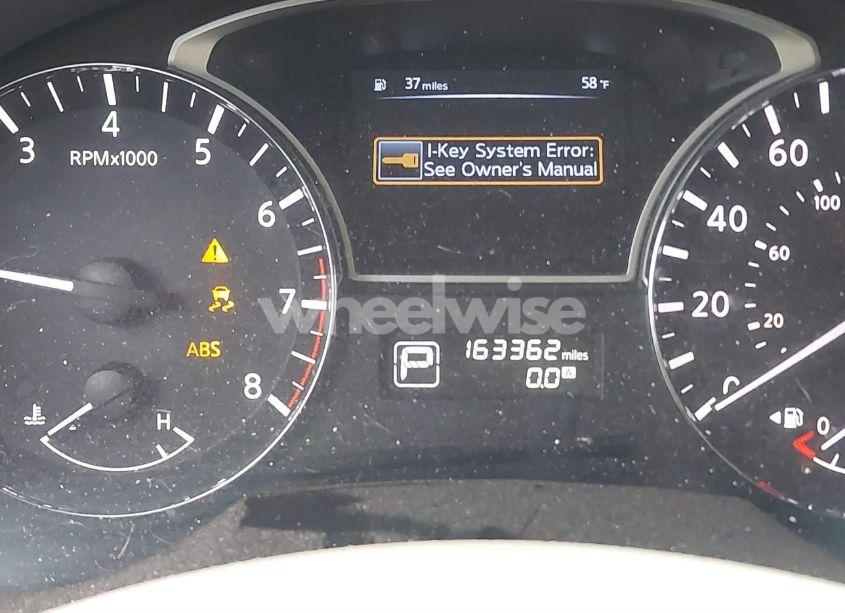 37 miles 58 °F
I-Key System Error:
See Owner's Manual
3 4 5 6 7 8
RPMx1000
ABS
H
wheelwise
P
163362 miles
0.0 A
0 20 40 60
20 60 100
0